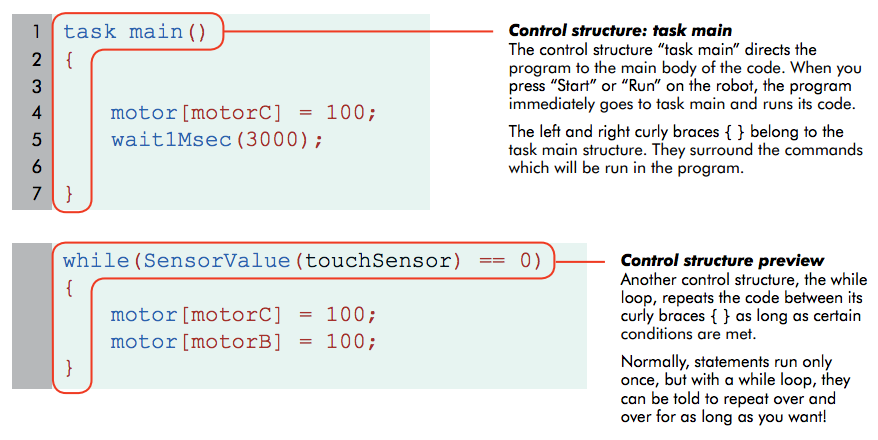 1 task main()
2 {
3
4 motor[motorC] = 100;
5 wait1Msec(3000);
6
7 }
Control structure: task main
The control structure “task main” directs the
program to the main body of the code. When you
press “Start” or “Run” on the robot, the program
immediately goes to task main and runs its code.
The left and right curly braces { } belong to the
task main structure. They surround the commands
which will be run in the program.
while(SensorValue(touchSensor) == 0)
{
motor[motorC] = 100;
motor[motorB] = 100;
}
Control structure preview
Another control structure, the while
loop, repeats the code between its
curly braces { } as long as certain
conditions are met.
Normally, statements run only
once, but with a while loop, they
can be told to repeat over and
over for as long as you want!